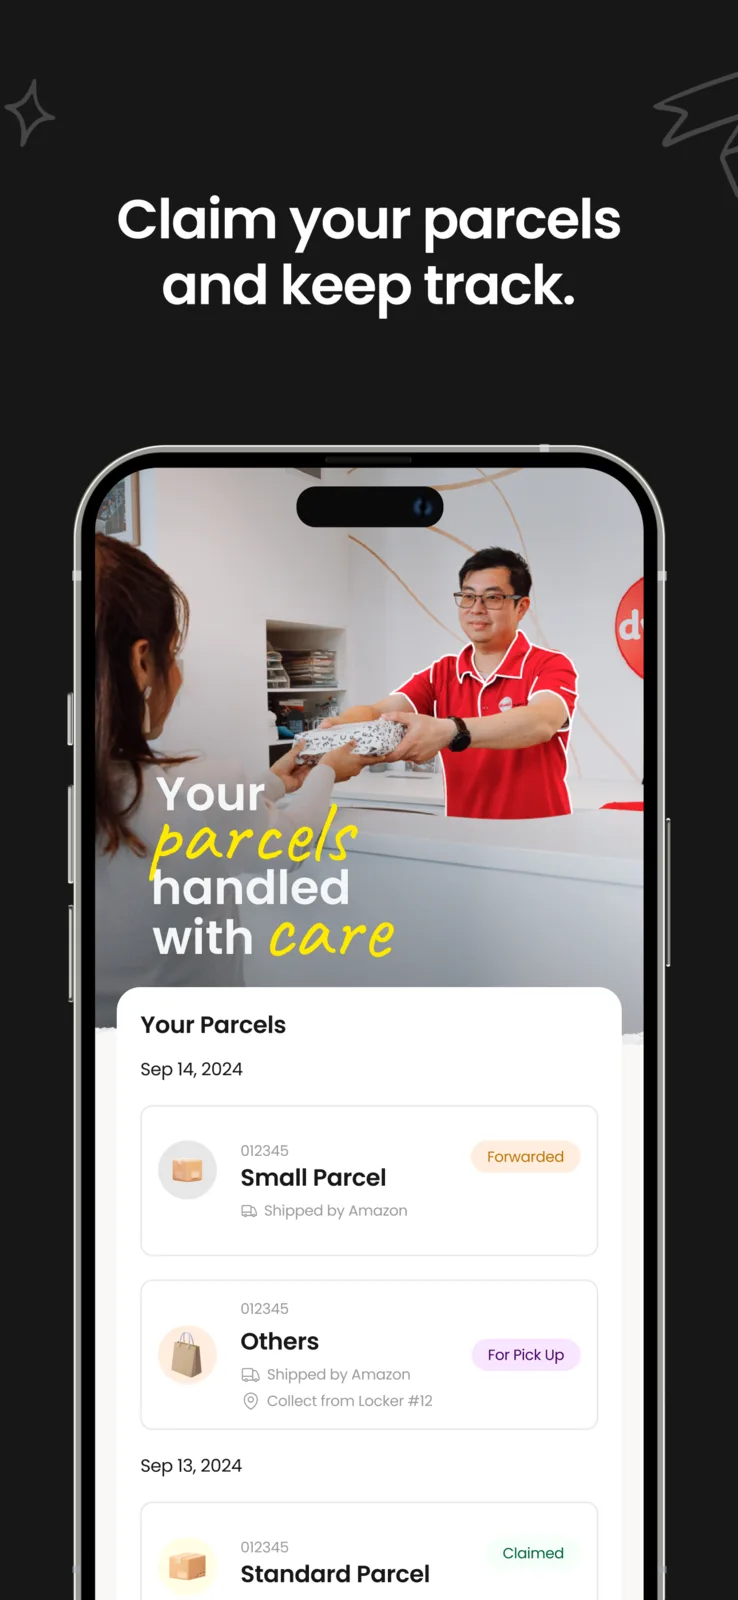 Claim your parcels
and keep track.
Your
parcels
handled
with care
Your Parcels
Sep 14, 2024
012345
Forwarded
Small Parcel
Shipped by Amazon
012345
Others
For Pick Up
Shipped by Amazon
Collect from Locker #12
Sep 13, 2024
012345
Claimed
Standard Parcel